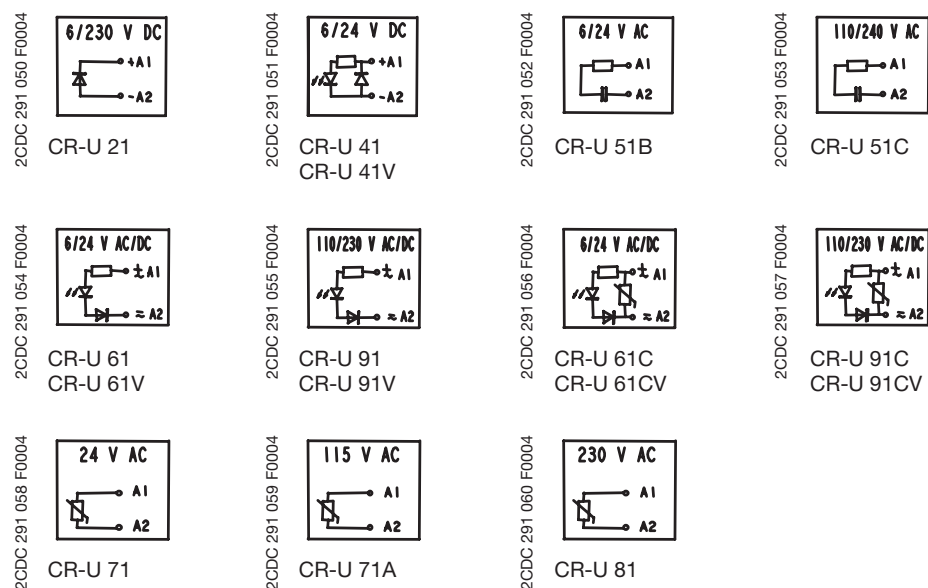 2CDC 291 050 F0004
6/230 V DC
+A1
-A2
CR-U 21
2CDC 291 051 F0004
6/24 V DC
+A1
-A2
CR-U 41
CR-U 41V
2CDC 291 052 F0004
6/24 V AC
A1
A2
CR-U 51B
2CDC 291 053 F0004
110/240 V AC
A1
A2
CR-U 51C
2CDC 291 054 F0004
6/24 V AC/DC
± A1
≂ A2
CR-U 61
CR-U 61V
2CDC 291 055 F0004
110/230 V AC/DC
± A1
≂ A2
CR-U 91
CR-U 91V
2CDC 291 056 F0004
6/24 V AC/DC
± A1
≂ A2
CR-U 61C
CR-U 61CV
2CDC 291 057 F0004
110/230 V AC/DC
± A1
≂ A2
CR-U 91C
CR-U 91CV
2CDC 291 058 F0004
24 V AC
A1
A2
CR-U 71
2CDC 291 059 F0004
115 V AC
A1
A2
CR-U 71A
2CDC 291 060 F0004
230 V AC
A1
A2
CR-U 81